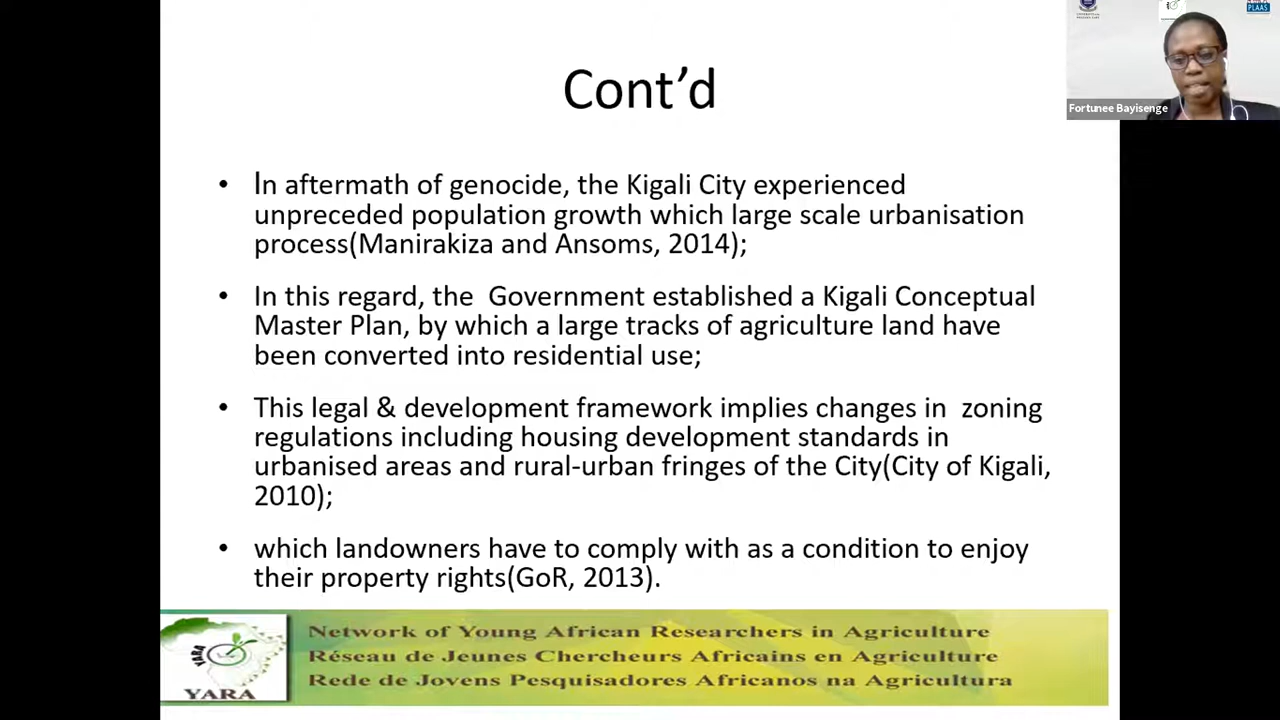 PLAAS
Fortunee Bayisenge
Cont'd
• In aftermath of genocide, the Kigali City experienced
unpreceded population growth which large scale urbanisation
process(Manirakiza and Ansoms, 2014);
• In this regard, the  Government established a Kigali Conceptual
Master Plan, by which a large tracks of agriculture land have
been converted into residential use;
• This legal & development framework implies changes in  zoning
regulations including housing development standards in
urbanised areas and rural-urban fringes of the City(City of Kigali,
2010);
• which landowners have to comply with as a condition to enjoy
their property rights(GoR, 2013).
YARA
YARA
Network of Young African Researchers in Agriculture
Réseau de Jeunes Chercheurs Africains en Agriculture
Rede de Jovens Pesquisadores Africanos na Agricultura